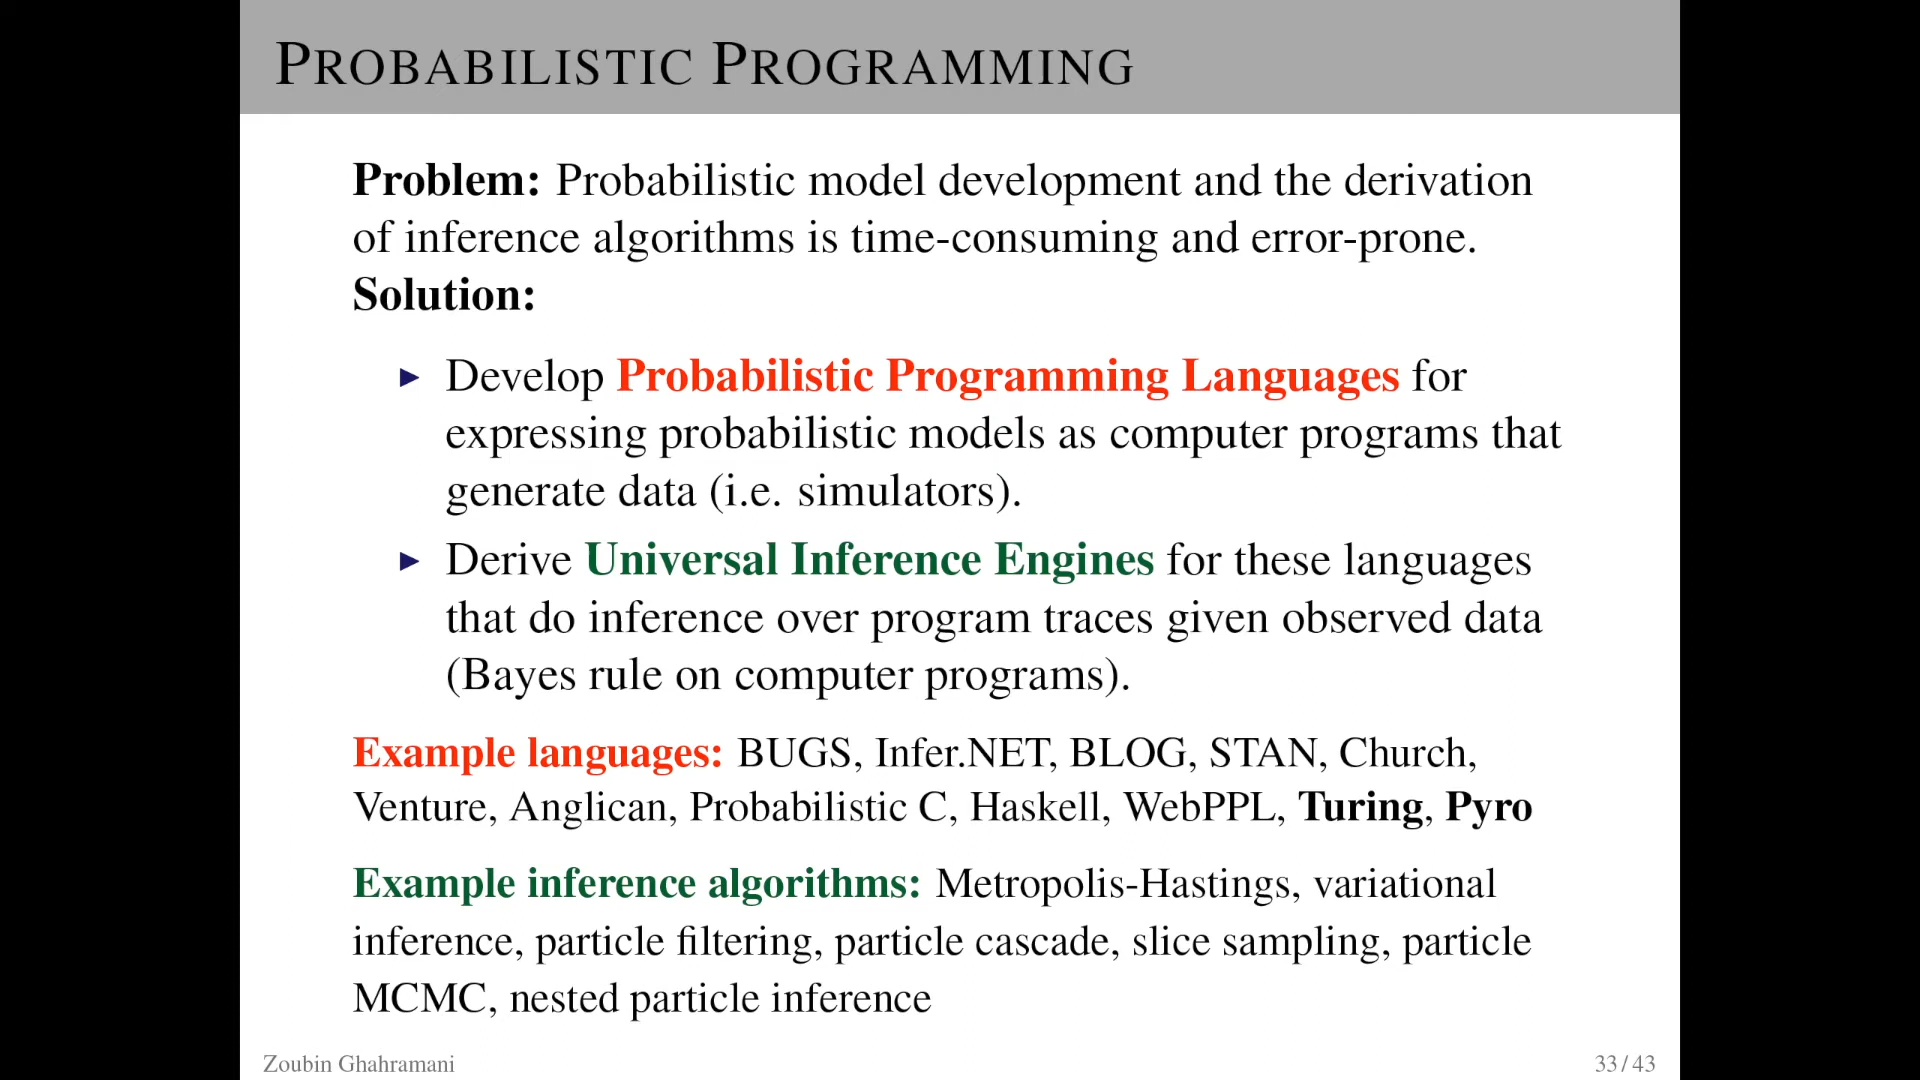 PROBABILISTIC PROGRAMMING
Problem: Probabilistic model development and the derivation
of inference algorithms is time-consuming and error-prone.
Solution:
▶ Develop Probabilistic Programming Languages for
expressing probabilistic models as computer programs that
generate data (i.e. simulators).
▶ Derive Universal Inference Engines for these languages
that do inference over program traces given observed data
(Bayes rule on computer programs).
Example languages: BUGS, Infer.NET, BLOG, STAN, Church,
Venture, Anglican, Probabilistic C, Haskell, WebPPL, Turing, Pyro
Example inference algorithms: Metropolis-Hastings, variational
inference, particle filtering, particle cascade, slice sampling, particle
MCMC, nested particle inference
Zoubin Ghahramani
33 / 43